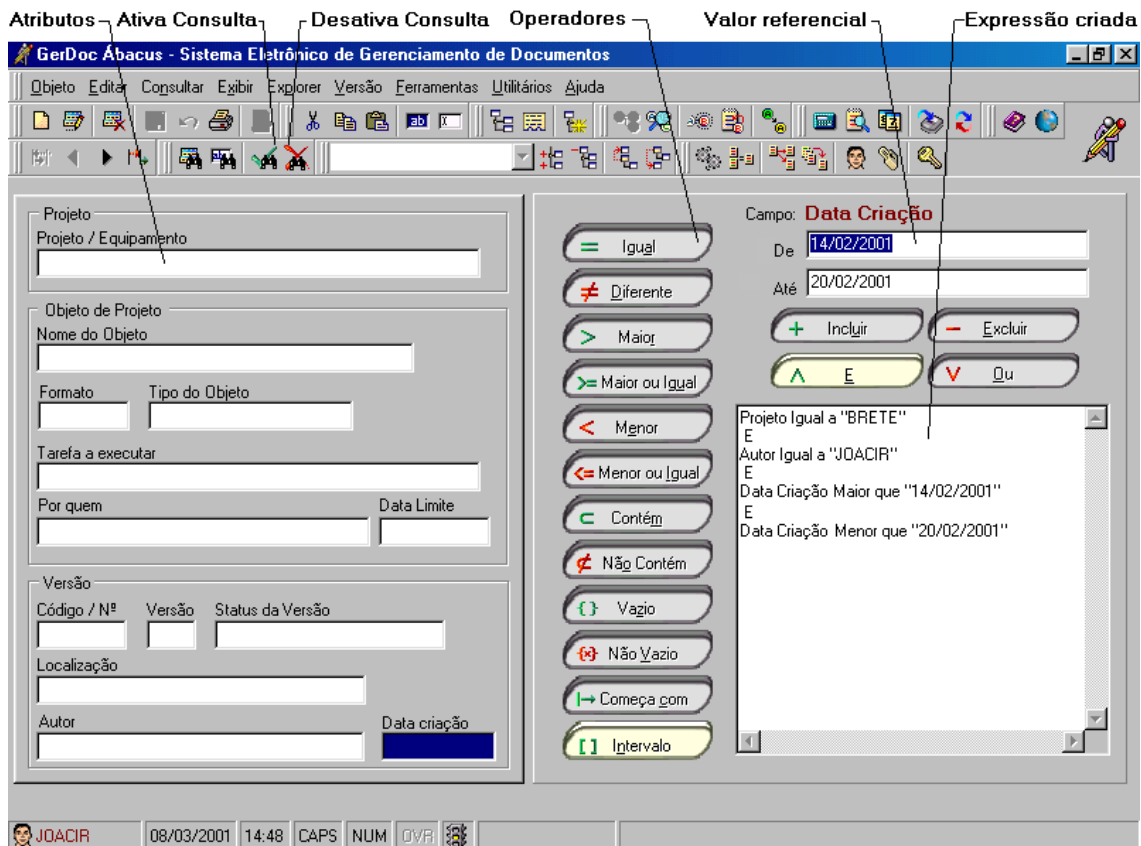 Atributos Ativa Consulta Desativa Consulta Operadores Valor referencial Expressão criada
GerDoc Ábacus - Sistema Eletrônico de Gerenciamento de Documentos
Objeto Editar Consultar Exibir Explorer Versão Ferramentas Utilitários Ajuda
Projeto
Projeto / Equipamento
Objeto de Projeto
Nome do Objeto
Formato Tipo do Objeto
Tarefa a executar
Por quem Data Limite
Versão
Código / Nº Versão Status da Versão
Localização
Autor Data criação
= Igual
≠ Diferente
> Maior
>= Maior ou Igual
< Menor
<= Menor ou Igual
⊂ Contém
⊄ Não Contém
{} Vazio
{×} Não Vazio
|→ Começa com
[] Intervalo
Campo: Data Criação
De 14/02/2001
Até 20/02/2001
+ Incluir − Excluir
Λ E V Ou
Projeto Igual a "BRETE"
E
Autor Igual a "JOACIR"
E
Data Criação Maior que "14/02/2001"
E
Data Criação Menor que "20/02/2001"
JOACIR 08/03/2001 14:48 CAPS NUM OVR